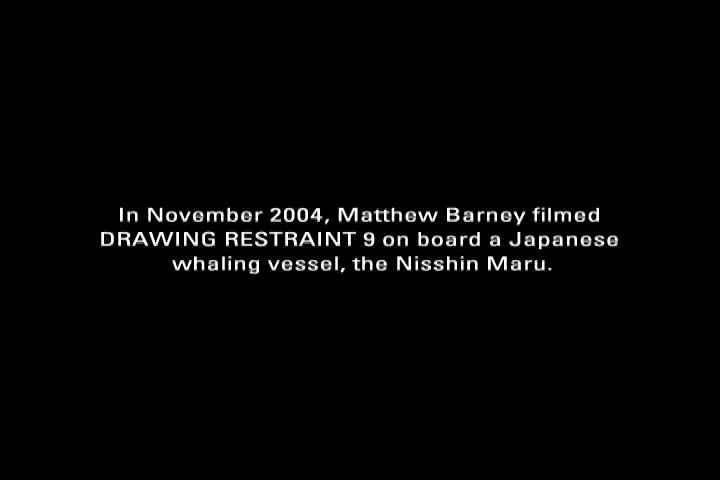 In November 2004, Matthew Barney filmed
DRAWING RESTRAINT 9 on board a Japanese
whaling vessel, the Nisshin Maru.